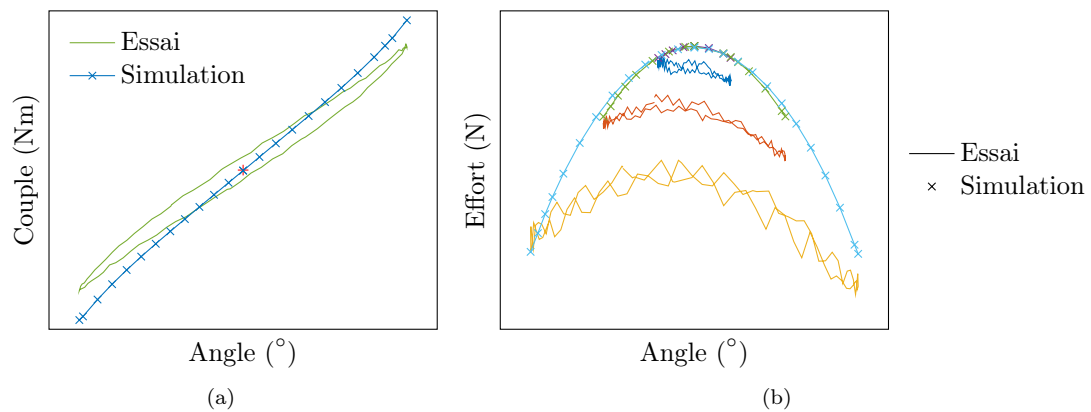 Essai
Simulation
Couple (Nm)
Angle (°)
(a)
Effort (N)
Angle (°)
(b)
Essai
Simulation